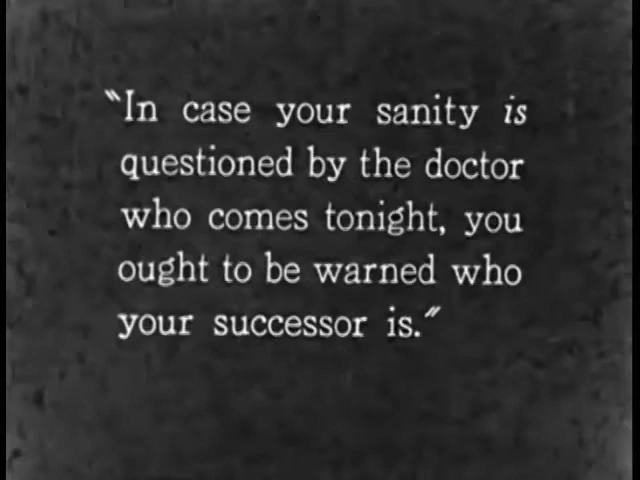 “In case your sanity is
questioned by the doctor
who comes tonight, you
ought to be warned who
your successor is.”